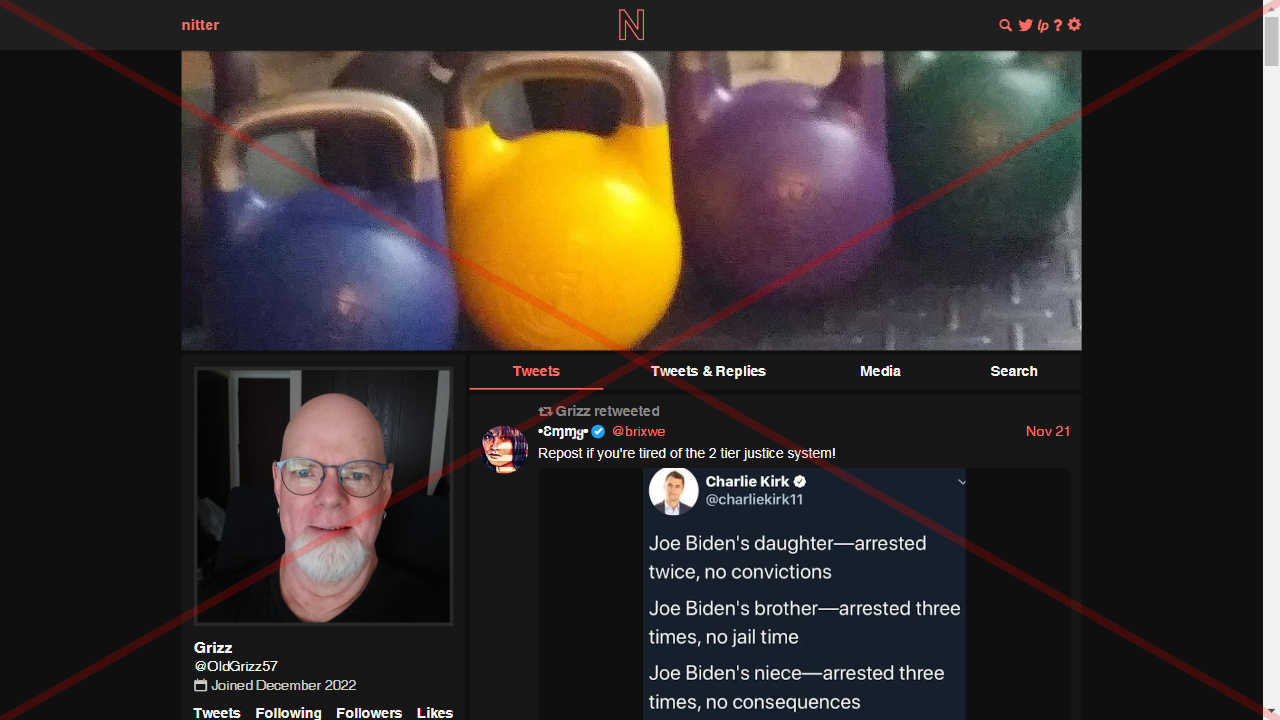 nitter
N
lp ?
Tweets
Tweets & Replies
Media
Search
Grizz retweeted
•Ꮛɱɱყ•
@brixwe
Nov 21
Repost if you're tired of the 2 tier justice system!
Charlie Kirk
@charliekirk11
Joe Biden's daughter—arrested
twice, no convictions
Joe Biden's brother—arrested three
times, no jail time
Joe Biden's niece—arrested three
times, no consequences
Grizz
@OldGrizz57
Joined December 2022
Tweets Following Followers Likes